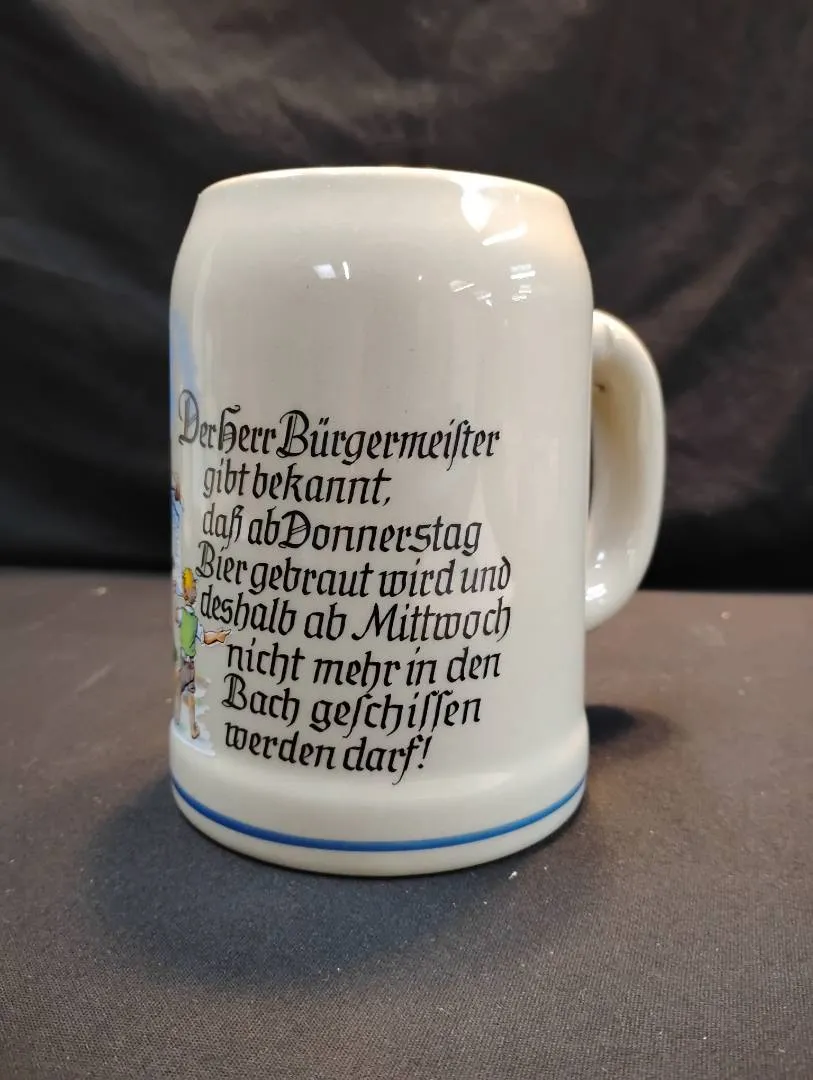 Der Herr Bürgermeiſter
gibt bekannt,
daß ab Donnerstag
Bier gebraut wird und
deshalb ab Mittwoch
nicht mehr in den
Bach geſchiſſen
werden darf!